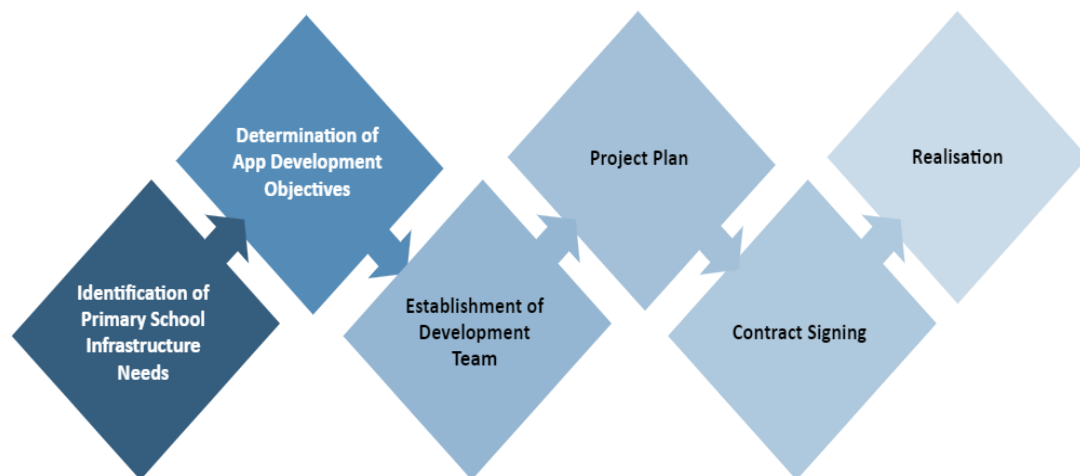 Identification of
Primary School
Infrastructure
Needs
Determination of
App Development
Objectives
Establishment of
Development
Team
Project Plan
Contract Signing
Realisation